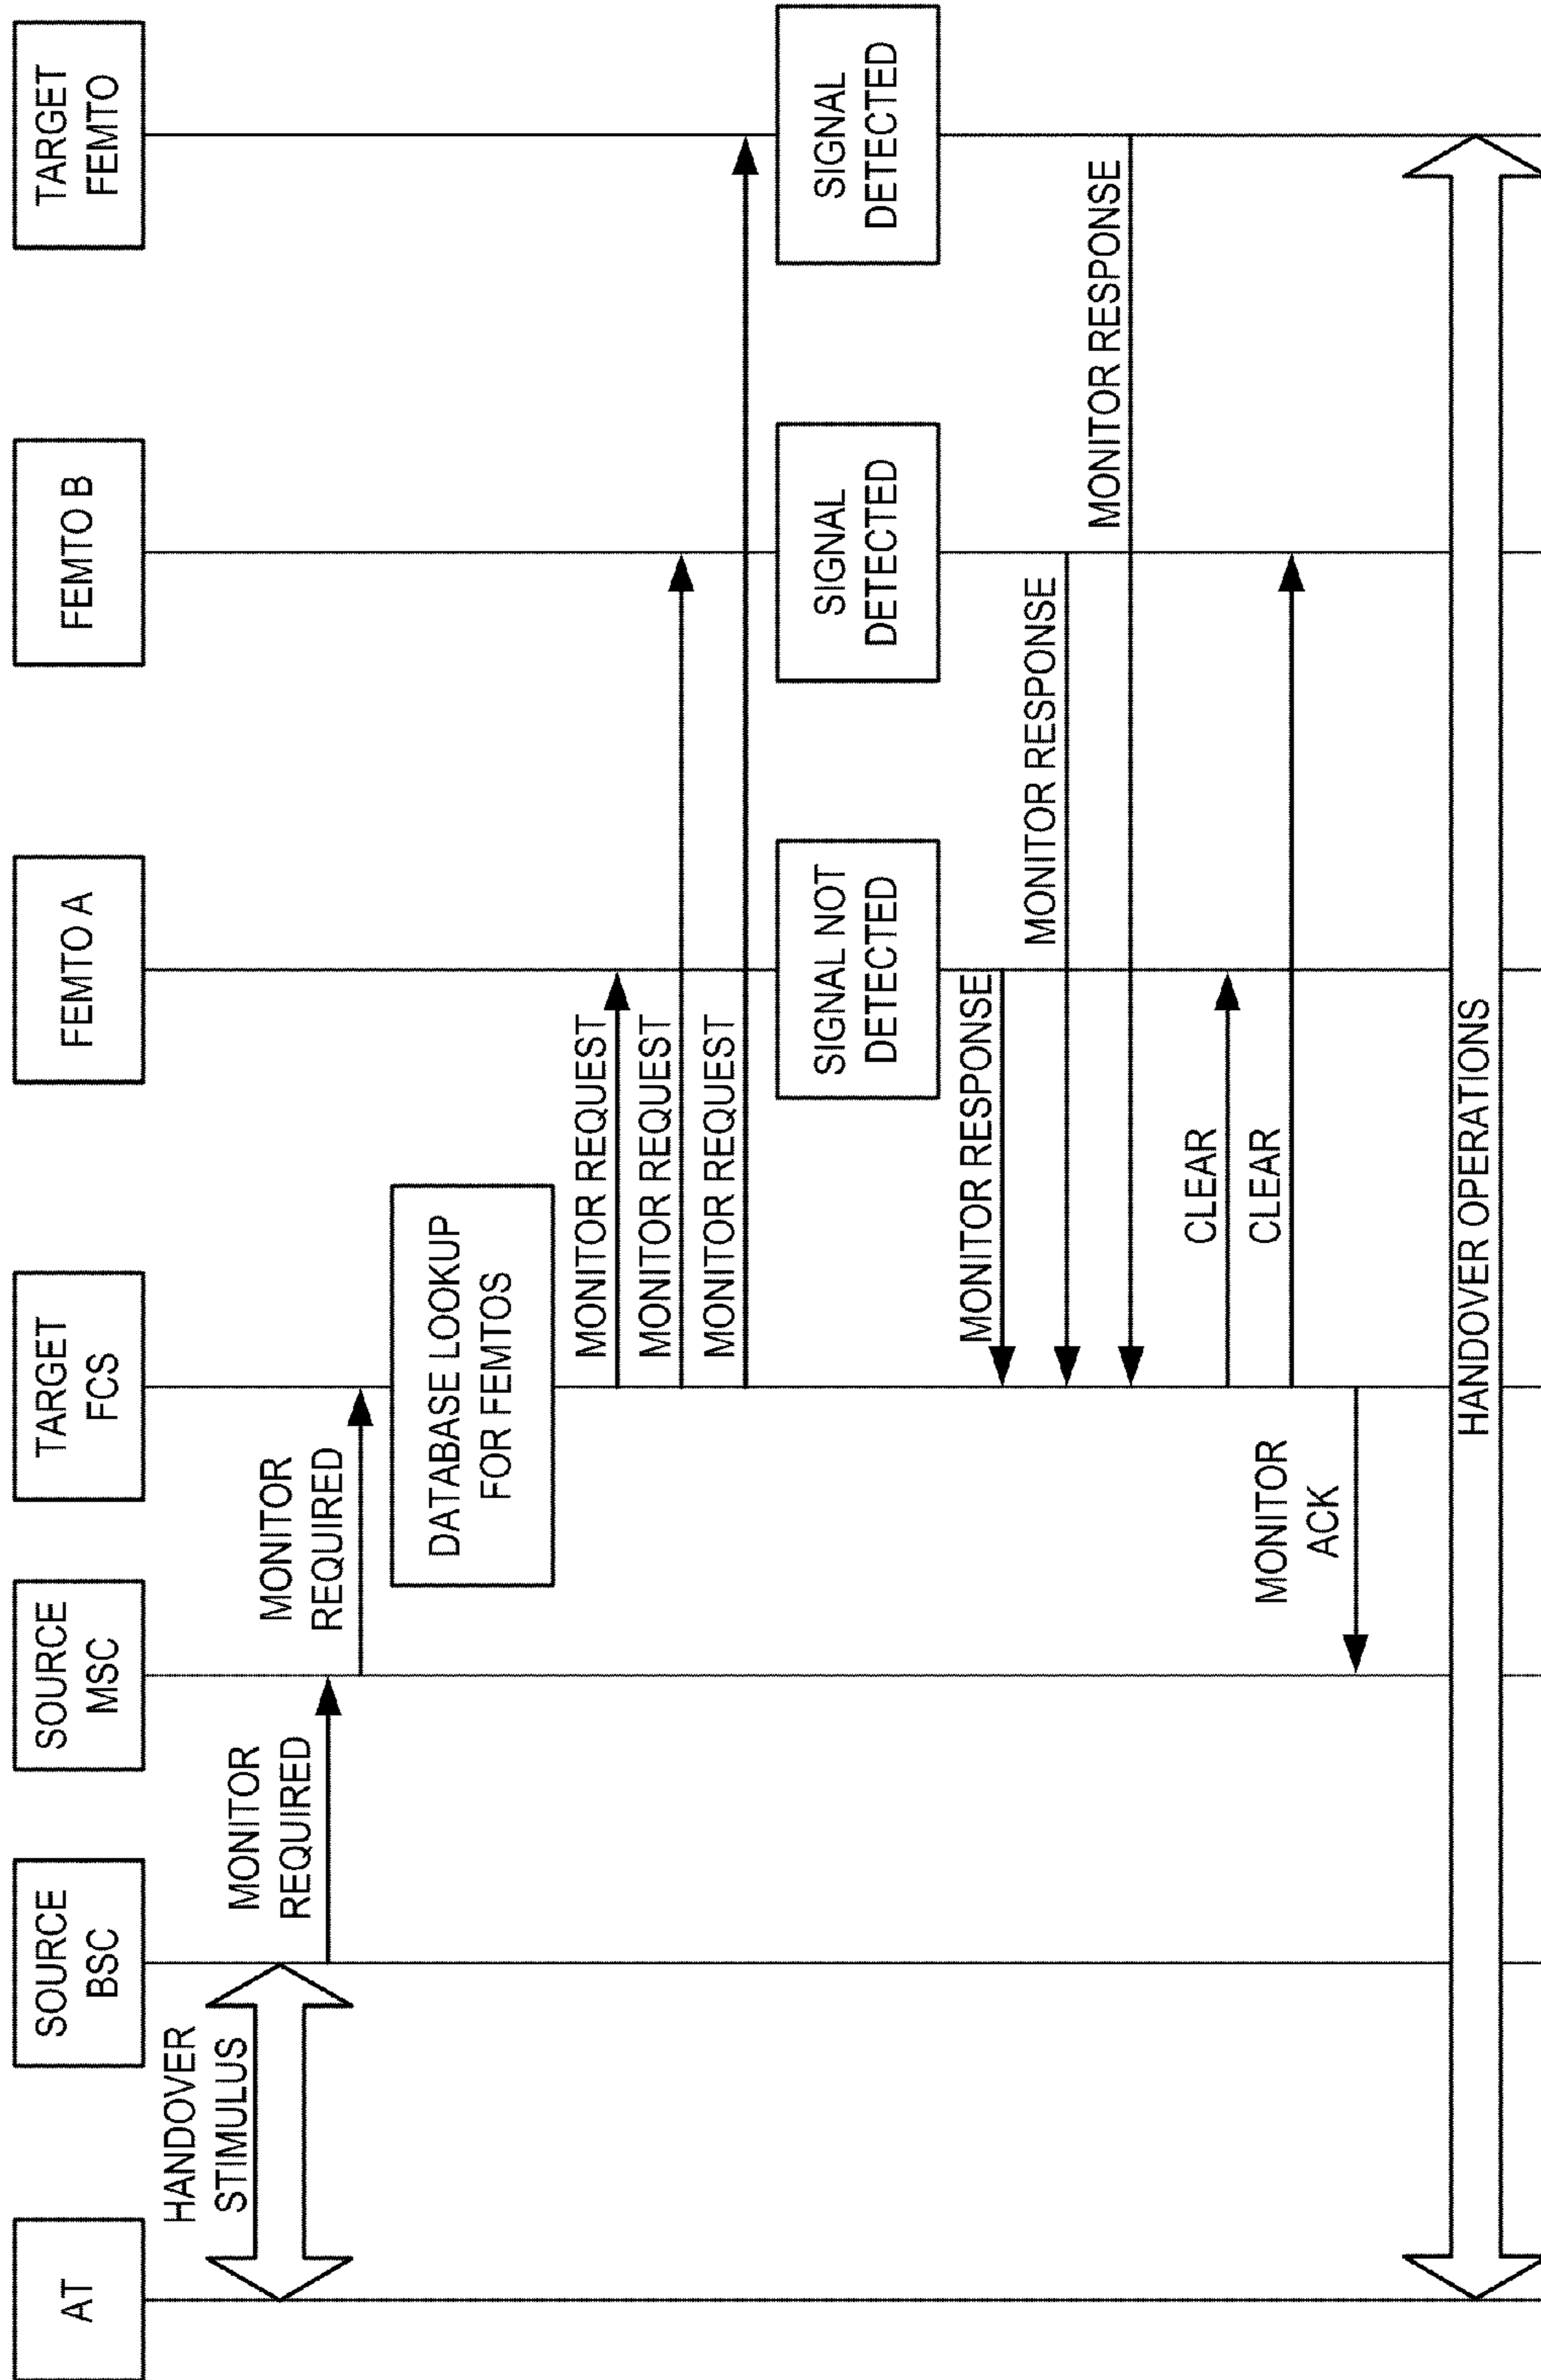 AT
SOURCE
BSC
SOURCE
MSC
TARGET
FCS
FEMTO A
FEMTO B
TARGET
FEMTO
HANDOVER
STIMULUS
MONITOR
REQUIRED
MONITOR
REQUIRED
DATABASE LOOKUP
FOR FEMTOS
MONITOR REQUEST
MONITOR REQUEST
MONITOR REQUEST
SIGNAL NOT
DETECTED
SIGNAL
DETECTED
SIGNAL
DETECTED
MONITOR RESPONSE
MONITOR RESPONSE
MONITOR RESPONSE
CLEAR
CLEAR
MONITOR
ACK
HANDOVER OPERATIONS